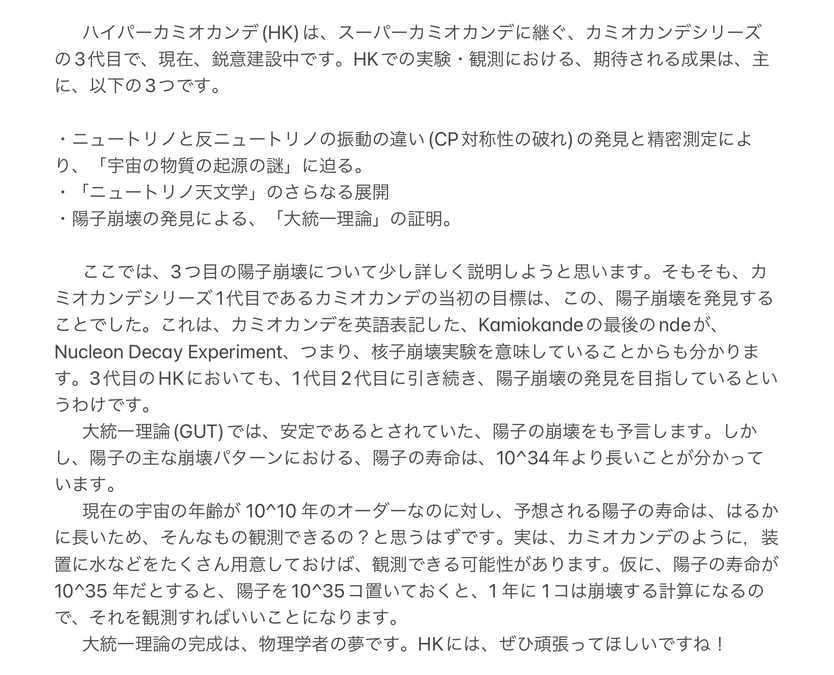 ハイパーカミオカンデ(HK)は、スーパーカミオカンデに継ぐ、カミオカンデシリーズ
の3代目で、現在、鋭意建設中です。HKでの実験・観測における、期待される成果は、主
に、以下の3つです。
・ニュートリノと反ニュートリノの振動の違い(CP対称性の破れ)の発見と精密測定によ
り、「宇宙の物質の起源の謎」に迫る。
・「ニュートリノ天文学」のさらなる展開
・陽子崩壊の発見による、「大統一理論」の証明。
ここでは、3つ目の陽子崩壊について少し詳しく説明しようと思います。そもそも、カ
ミオカンデシリーズ1代目であるカミオカンデの当初の目標は、この、陽子崩壊を発見する
ことでした。これは、カミオカンデを英語表記した、Kamiokandeの最後のndeが、
Nucleon Decay Experiment、つまり、核子崩壊実験を意味していることからも分かりま
す。3代目のHKにおいても、1代目2代目に引き続き、陽子崩壊の発見を目指しているとい
うわけです。
大統一理論(GUT)では、安定であるとされていた、陽子の崩壊をも予言します。しか
し、陽子の主な崩壊パターンにおける、陽子の寿命は、10^34年より長いことが分かって
います。
現在の宇宙の年齢が 10^10 年のオーダーなのに対し、予想される陽子の寿命は、はるか
に長いため、そんなもの観測できるの？と思うはずです。実は、カミオカンデのように，装
置に水などをたくさん用意しておけば、観測できる可能性があります。仮に、陽子の寿命が
10^35 年だとすると、陽子を10^35コ置いておくと、1年に1コは崩壊する計算になるの
で、それを観測すればいいことになります。
大統一理論の完成は、物理学者の夢です。HKには、ぜひ頑張ってほしいですね！